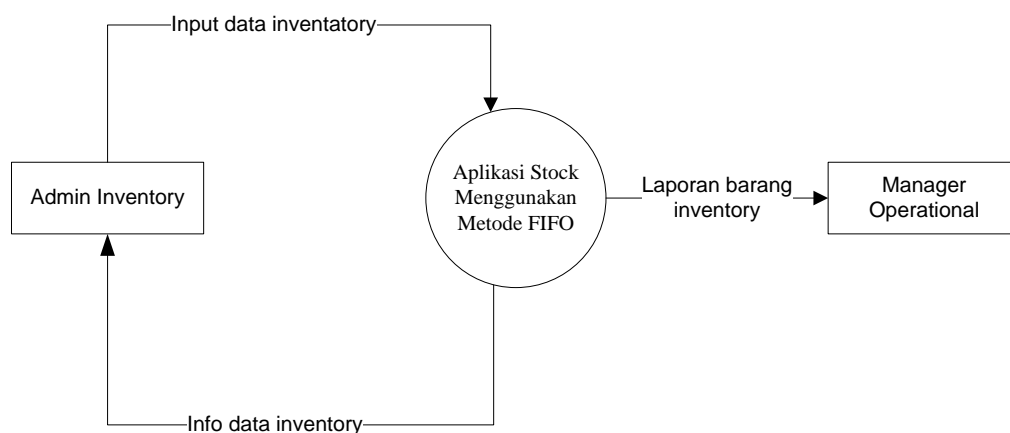 Input data inventatory
Admin Inventory
Aplikasi Stock
Menggunakan
Metode FIFO
Laporan barang
inventory
Manager
Operational
Info data inventory